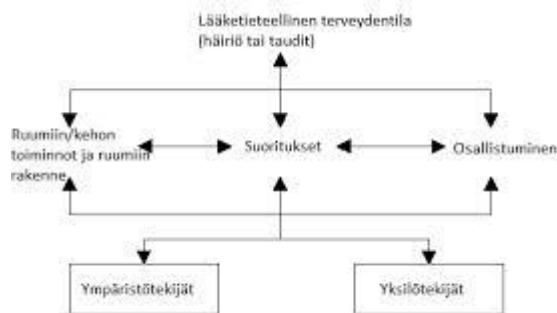 Lääketieteellinen terveydentila
(häiriö tai taudit)
Ruumiin/kehon
toiminnot ja ruumiin
rakenne
Suoritukset
Osallistuminen
Ympäristötekijät
Yksilötekijät